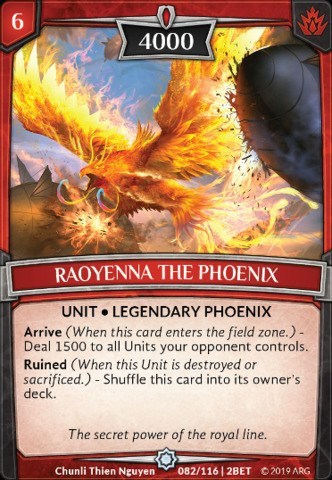 6
4000
RAOYENNA THE PHOENIX
UNIT ● LEGENDARY PHOENIX
Arrive (When this card enters the field zone.) -
Deal 1500 to all Units your opponent controls.
Ruined (When this Unit is destroyed or
sacrificed.) - Shuffle this card into its owner's
deck.
The secret power of the royal line.
Chunli Thien Nguyen 082/116 | 2BET © 2019 ARG